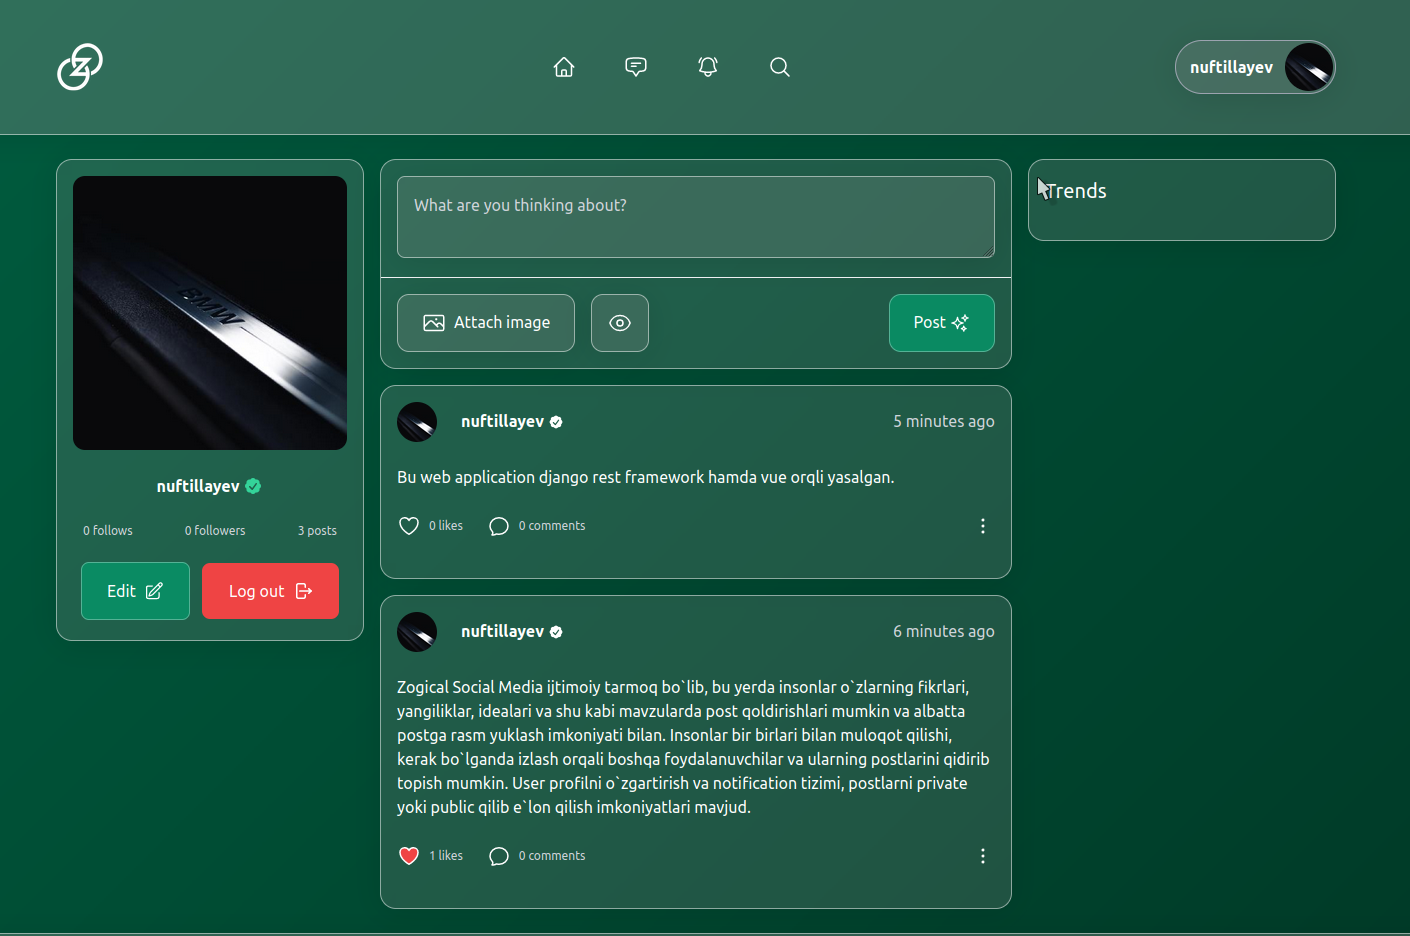 Z
nuftillayev
BMW
nuftillayev
0 follows
0 followers
3 posts
Edit
Log out
What are you thinking about?
Attach image
Post
nuftillayev
5 minutes ago
Bu web application django rest framework hamda vue orqli yasalgan.
0 likes
0 comments
nuftillayev
6 minutes ago
Zogical Social Media ijtimoiy tarmoq bo`lib, bu yerda insonlar o`zlarning fikrlari,
yangiliklar, idealari va shu kabi mavzularda post qoldirishlari mumkin va albatta
postga rasm yuklash imkoniyati bilan. Insonlar bir birlari bilan muloqot qilishi,
kerak bo`lganda izlash orqali boshqa foydalanuvchilar va ularning postlarini qidirib
topish mumkin. User profilni o`zgartirish va notification tizimi, postlarni private
yoki public qilib e`lon qilish imkoniyatlari mavjud.
1 likes
0 comments
Trends